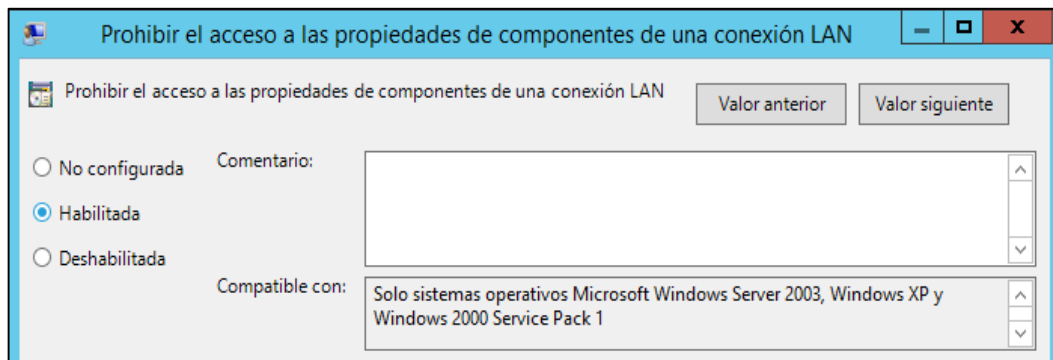 Prohibir el acceso a las propiedades de componentes de una conexión LAN
Prohibir el acceso a las propiedades de componentes de una conexión LAN
Valor anterior
Valor siguiente
No configurada
Habilitada
Deshabilitada
Comentario:
Compatible con:
Solo sistemas operativos Microsoft Windows Server 2003, Windows XP y
Windows 2000 Service Pack 1